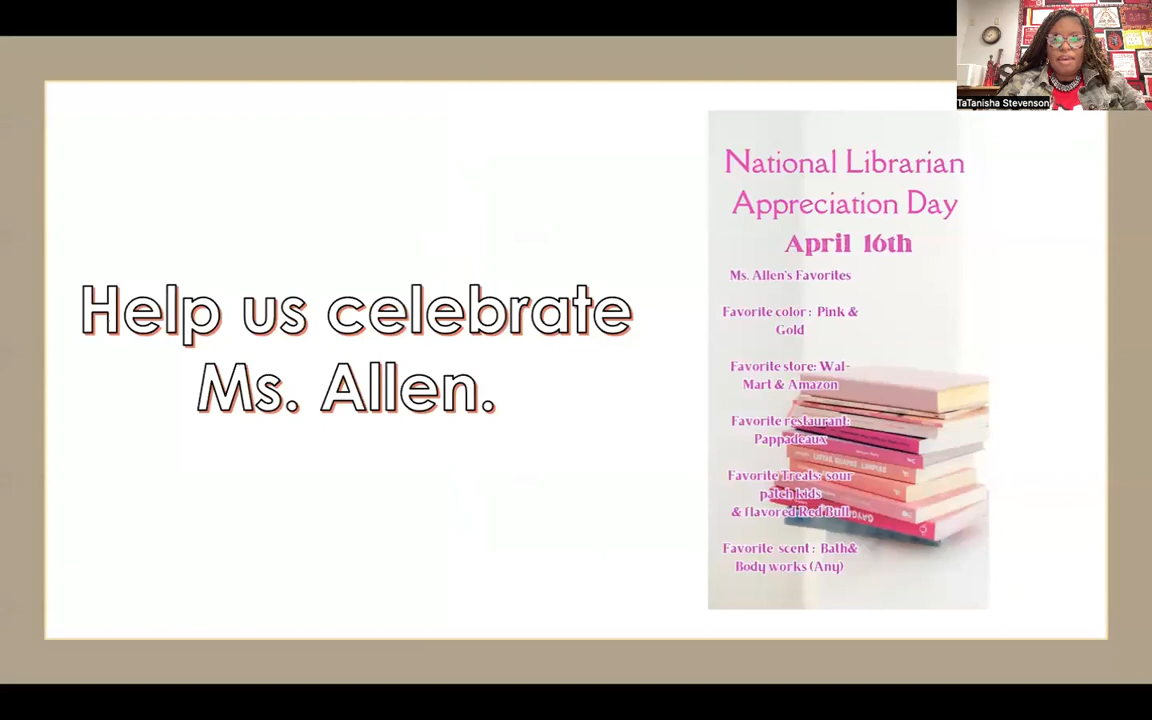 TaTanisha Stevenson
Help us celebrate
Ms. Allen.
National Librarian
Appreciation Day
April 16th
Ms. Allen's Favorites
Favorite color : Pink &
Gold
Favorite store: Wal-
Mart & Amazon
Favorite restaurant:
Pappadeaux
Favorite Treats: sour
patch kids
& flavored Red Bull
Favorite scent : Bath&
Body works (Any)